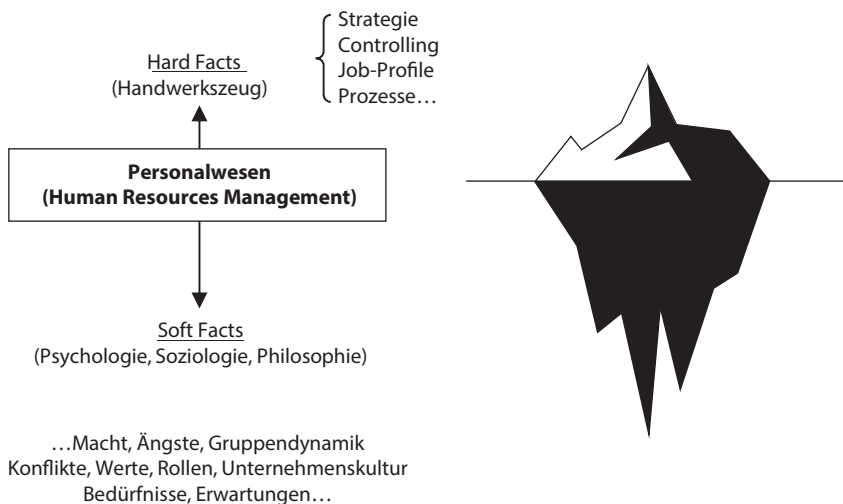 Strategie
Controlling
Job-Profile
Prozesse…
Hard Facts
(Handwerkszeug)
Personalwesen
(Human Resources Management)
Soft Facts
(Psychologie, Soziologie, Philosophie)
…Macht, Ängste, Gruppendynamik
Konflikte, Werte, Rollen, Unternehmenskultur
Bedürfnisse, Erwartungen…